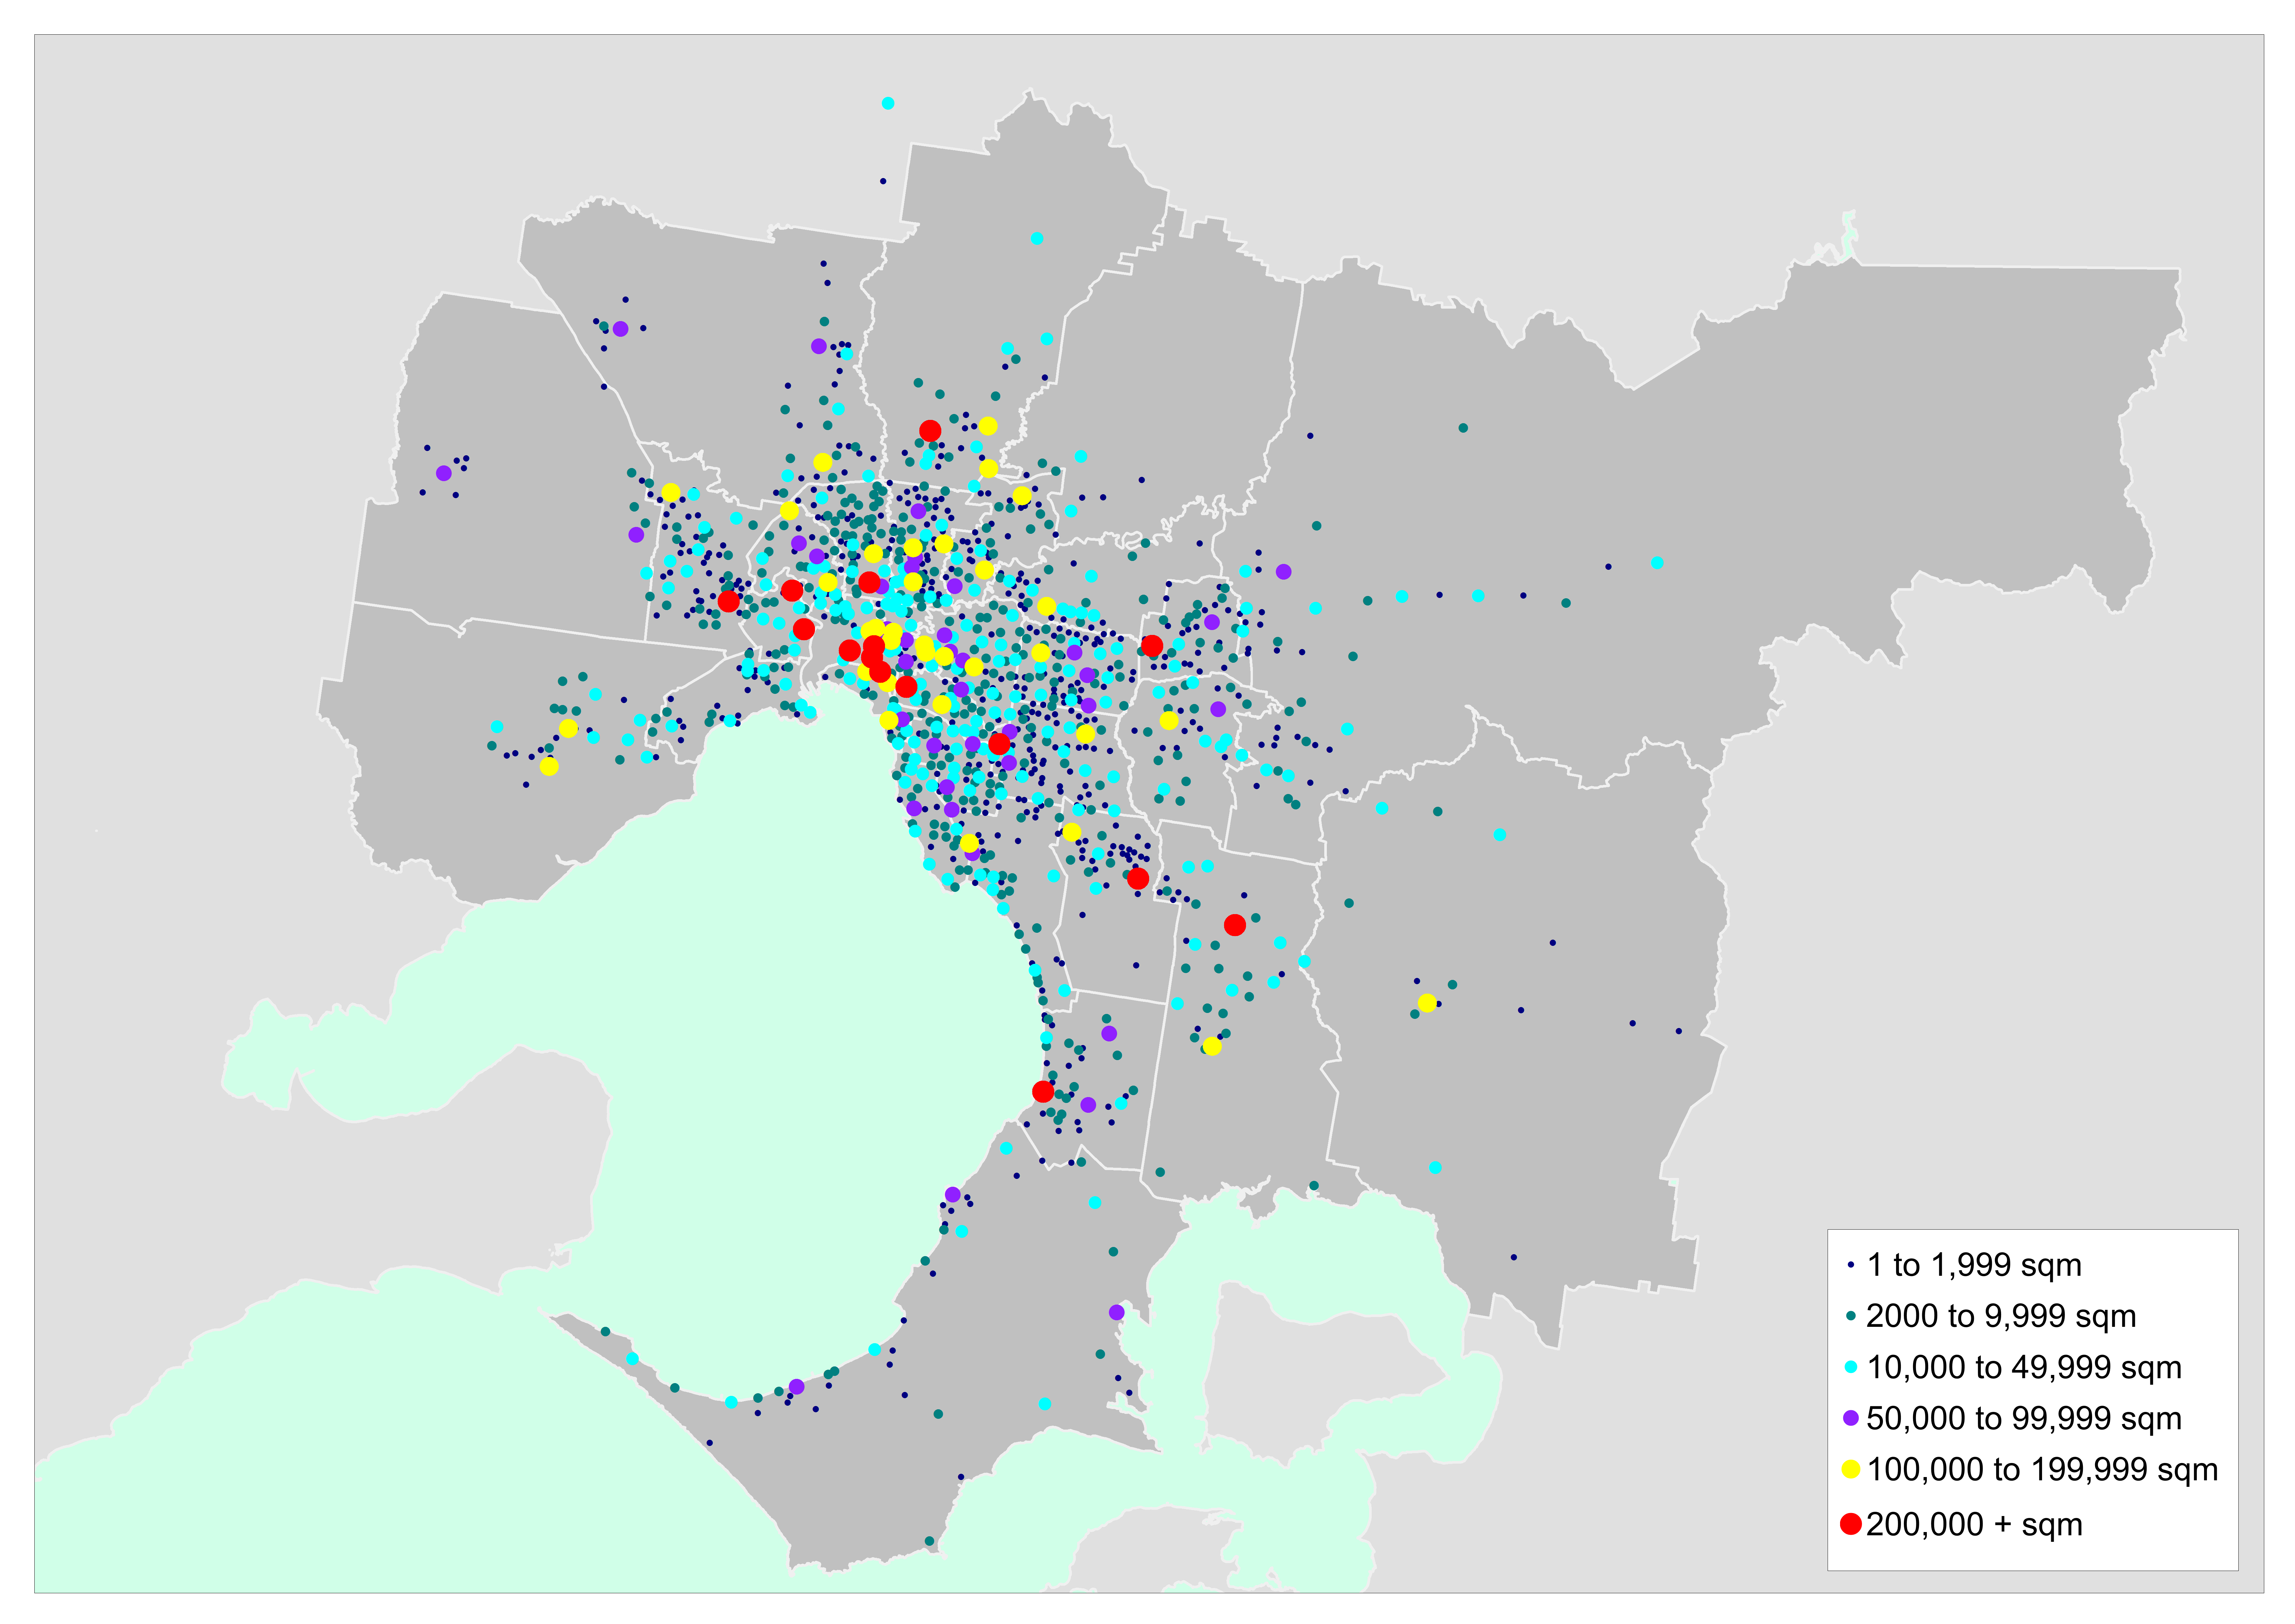 1 to 1,999 sqm
2000 to 9,999 sqm
10,000 to 49,999 sqm
50,000 to 99,999 sqm
100,000 to 199,999 sqm
200,000 + sqm